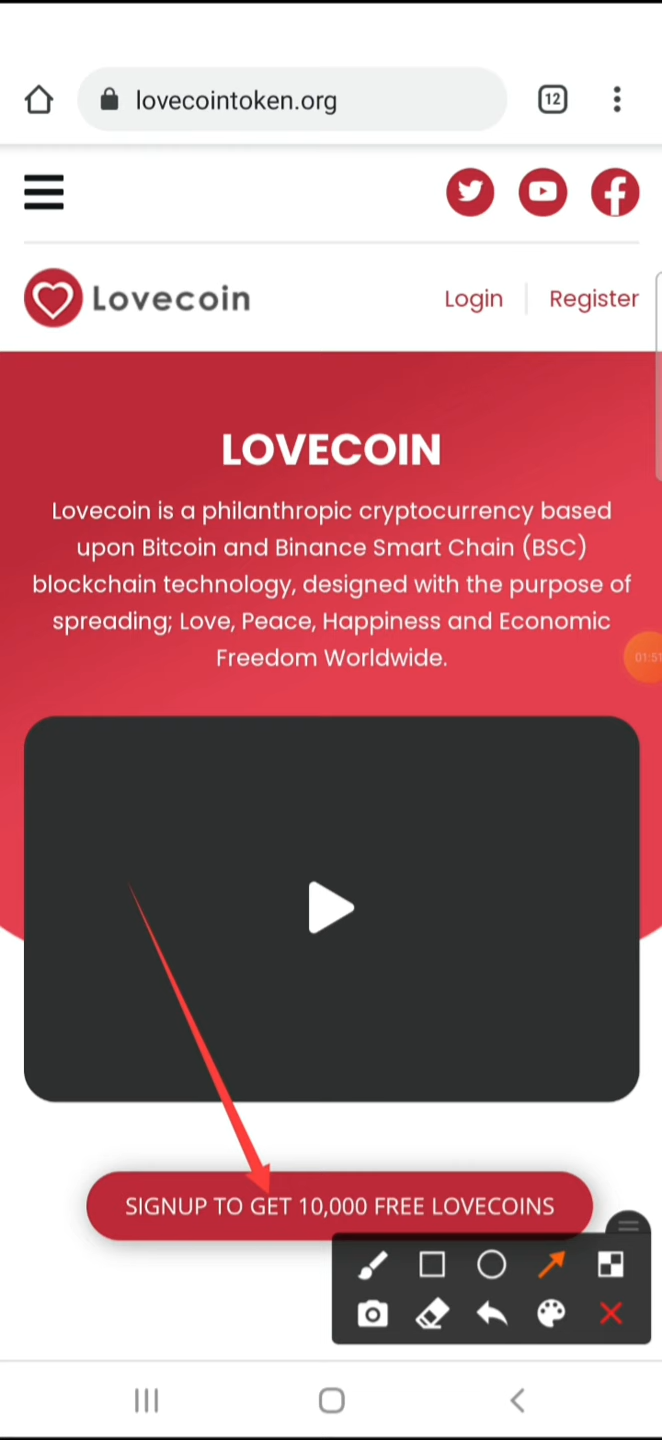 lovecointoken.org
12
Lovecoin
Login
Register
LOVECOIN
Lovecoin is a philanthropic cryptocurrency based
upon Bitcoin and Binance Smart Chain (BSC)
blockchain technology, designed with the purpose of
spreading; Love, Peace, Happiness and Economic
Freedom Worldwide.
01:51
SIGNUP TO GET 10,000 FREE LOVECOINS